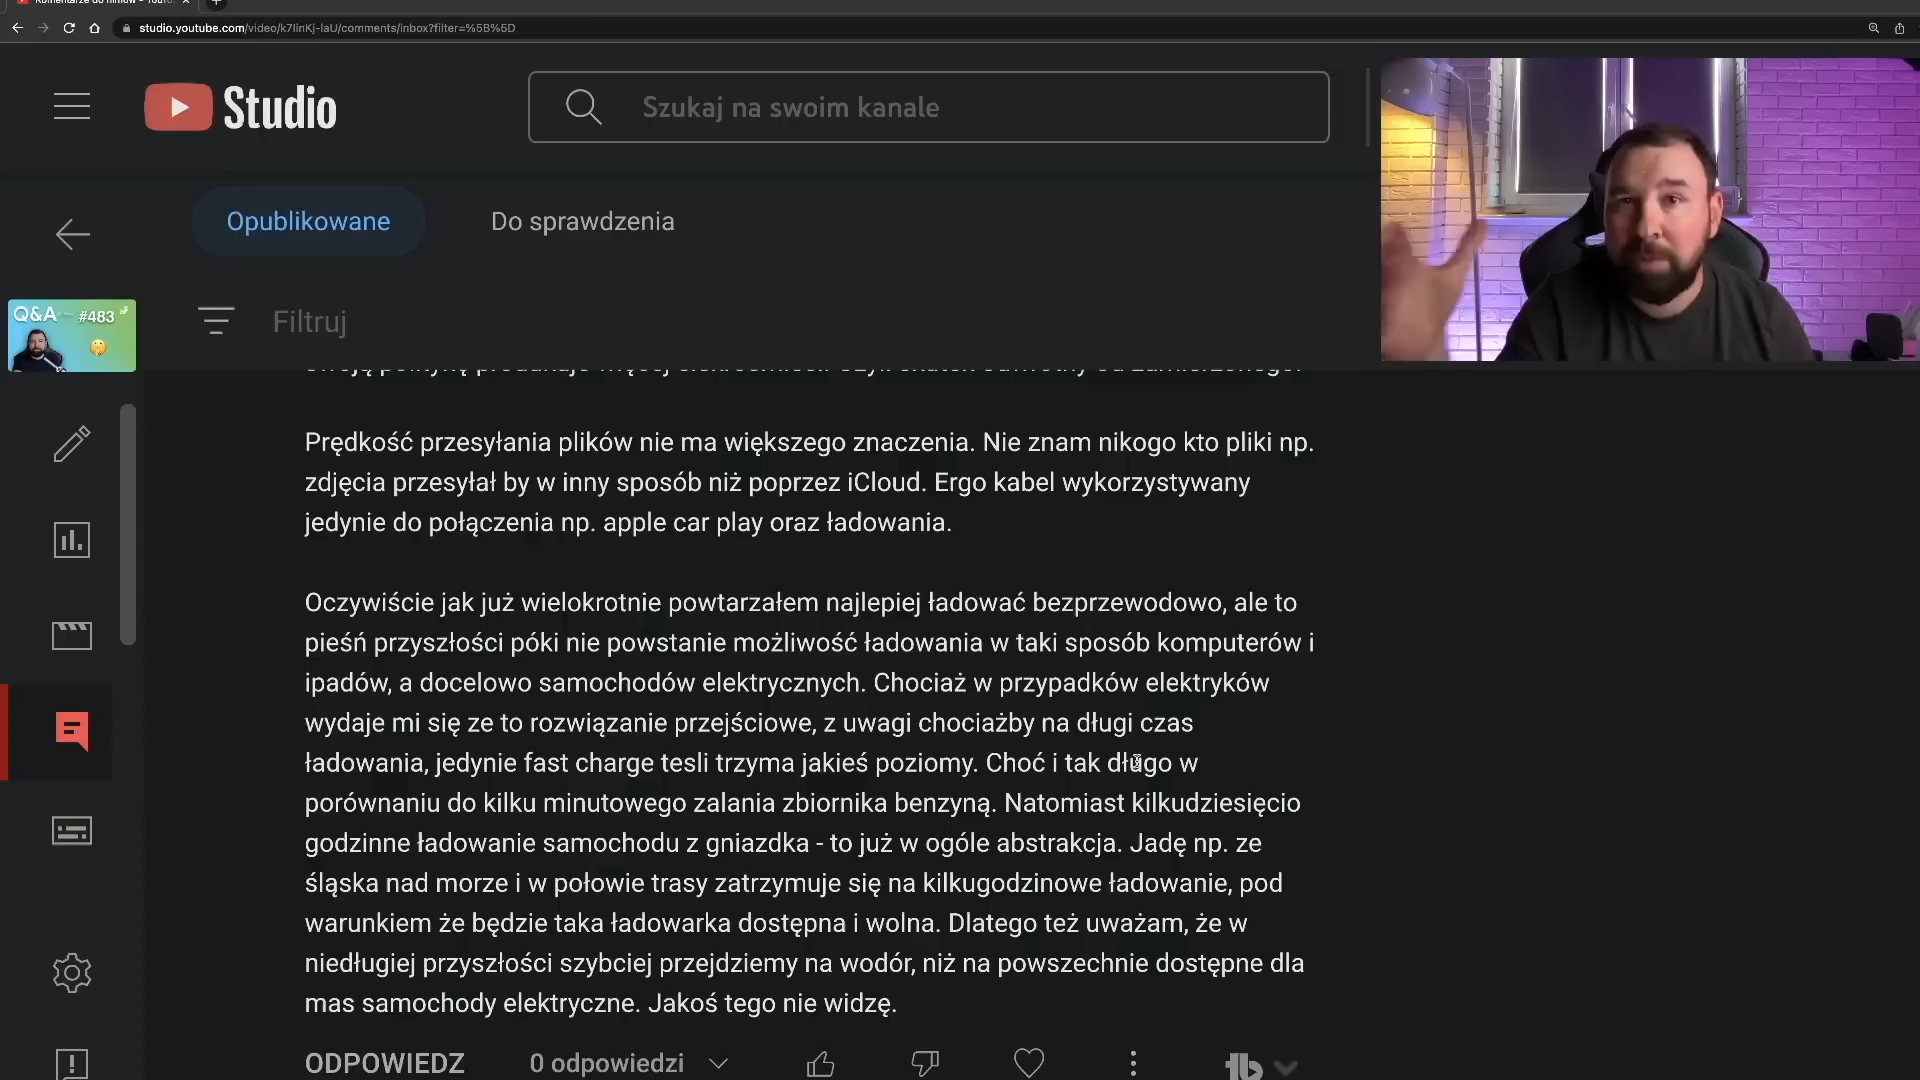 studio.youtube.com/video/k7IinKj-laU/comments/inbox?filter=%5B%5D
Studio
Szukaj na swoim kanale
Opublikowane
Do sprawdzenia
Q&A
#483
Filtruj
Prędkość przesyłania plików nie ma większego znaczenia. Nie znam nikogo kto pliki np.
zdjęcia przesyłał by w inny sposób niż poprzez iCloud. Ergo kabel wykorzystywany
jedynie do połączenia np. apple car play oraz ładowania.
Oczywiście jak już wielokrotnie powtarzałem najlepiej ładować bezprzewodowo, ale to
pieśń przyszłości póki nie powstanie możliwość ładowania w taki sposób komputerów i
ipadów, a docelowo samochodów elektrycznych. Chociaż w przypadków elektryków
wydaje mi się ze to rozwiązanie przejściowe, z uwagi chociażby na długi czas
ładowania, jedynie fast charge tesli trzyma jakieś poziomy. Choć i tak długo w
porównaniu do kilku minutowego zalania zbiornika benzyną. Natomiast kilkudziesięcio
godzinne ładowanie samochodu z gniazdka - to już w ogóle abstrakcja. Jadę np. ze
śląska nad morze i w połowie trasy zatrzymuje się na kilkugodzinowe ładowanie, pod
warunkiem że będzie taka ładowarka dostępna i wolna. Dlatego też uważam, że w
niedługiej przyszłości szybciej przejdziemy na wodór, niż na powszechnie dostępne dla
mas samochody elektryczne. Jakoś tego nie widzę.
ODPOWIEDZ
0 odpowiedzi